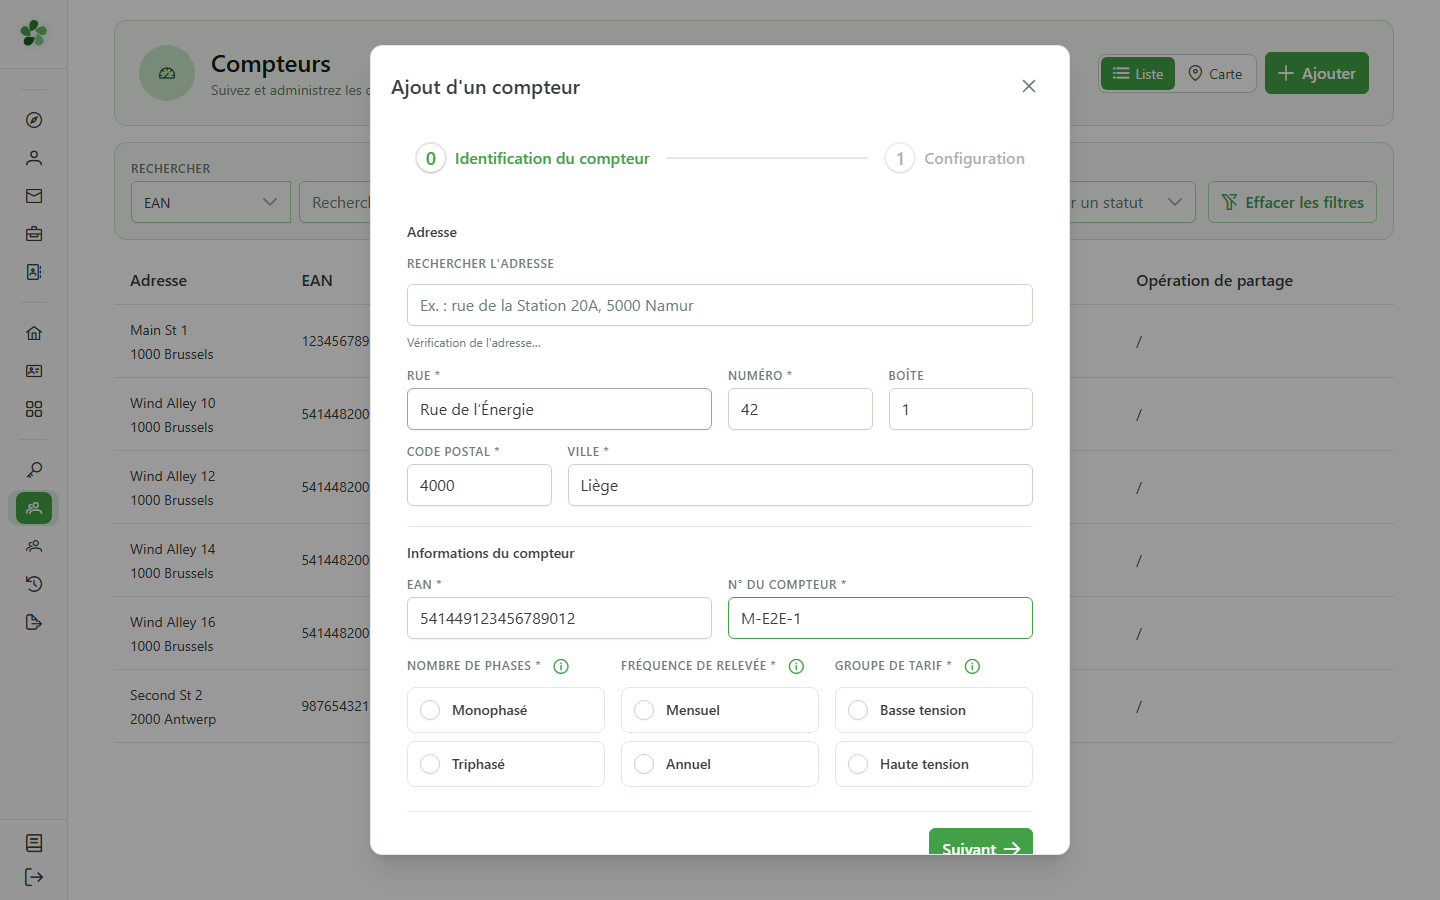 Compteurs
Suivez et administrez les
Liste
Carte
Ajouter
RECHERCHER
EAN
Recherc
r un statut
Effacer les filtres
Adresse
EAN
Opération de partage
Main St 1
1000 Brussels
123456789
/
Wind Alley 10
1000 Brussels
541448200
/
Wind Alley 12
1000 Brussels
541448200
/
Wind Alley 14
1000 Brussels
541448200
/
Wind Alley 16
1000 Brussels
541448200
/
Second St 2
2000 Antwerp
987654321
/
Ajout d'un compteur
0 Identification du compteur
1 Configuration
Adresse
RECHERCHER L'ADRESSE
Ex. : rue de la Station 20A, 5000 Namur
Vérification de l'adresse...
RUE *
NUMÉRO *
BOÎTE
Rue de l’Énergie
42
1
CODE POSTAL *
VILLE *
4000
Liège
Informations du compteur
EAN *
N° DU COMPTEUR *
541449123456789012
M-E2E-1
NOMBRE DE PHASES *
FRÉQUENCE DE RELEVÉE *
GROUPE DE TARIF *
Monophasé
Mensuel
Basse tension
Triphasé
Annuel
Haute tension
Suivant